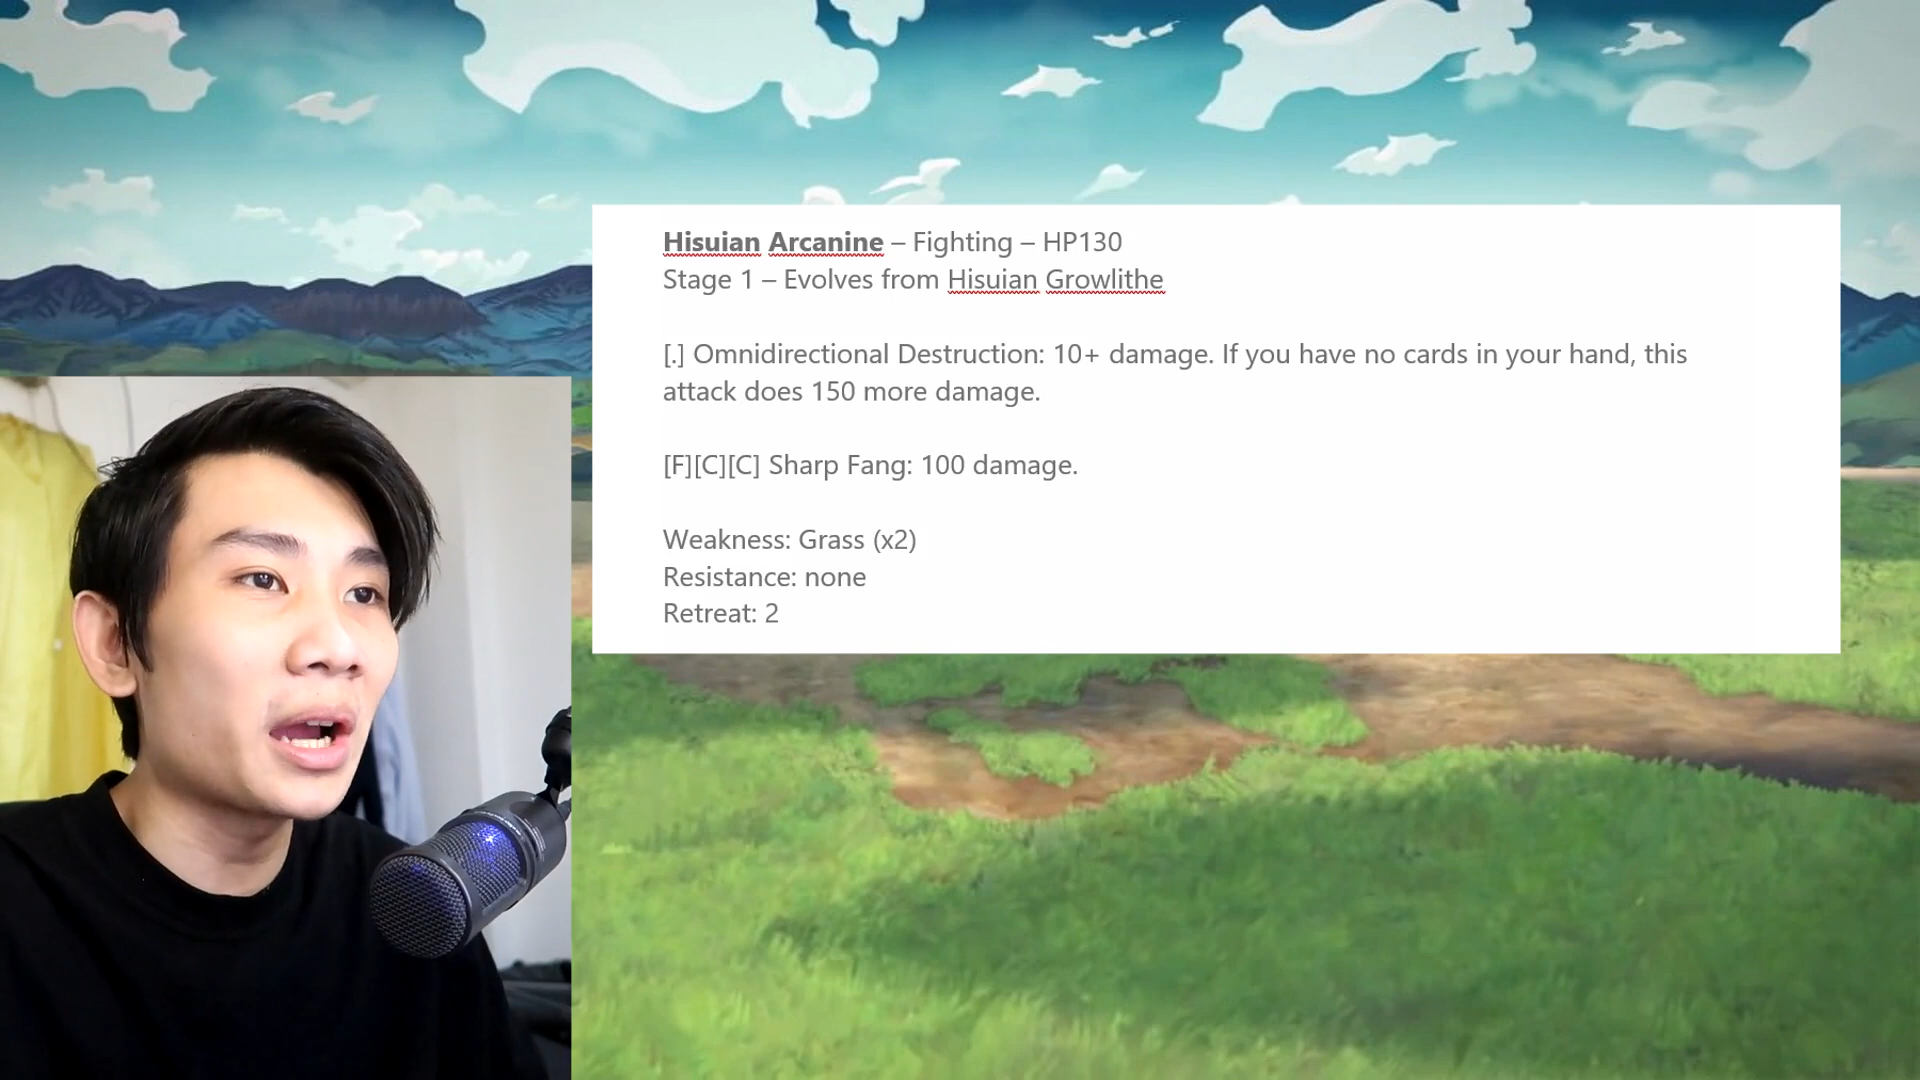 Hisuian Arcanine – Fighting – HP130
Stage 1 – Evolves from Hisuian Growlithe
[.] Omnidirectional Destruction: 10+ damage. If you have no cards in your hand, this
attack does 150 more damage.
[F][C][C] Sharp Fang: 100 damage.
Weakness: Grass (x2)
Resistance: none
Retreat: 2